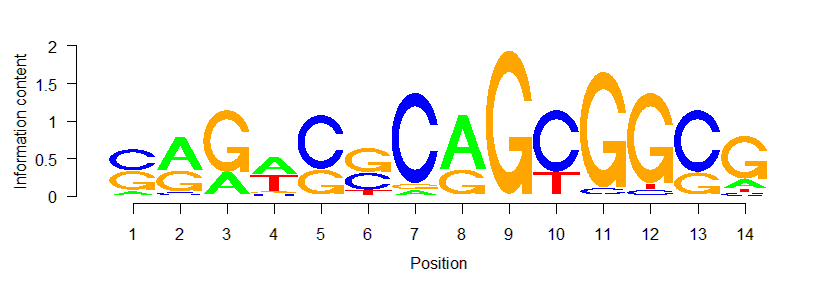 Information content
2
1.5
1
0.5
0
C A G A C G C A G C G G C G
G G A T G C G G T C T G A
A C G T A C T
C
1 2 3 4 5 6 7 8 9 10 11 12 13 14
Position